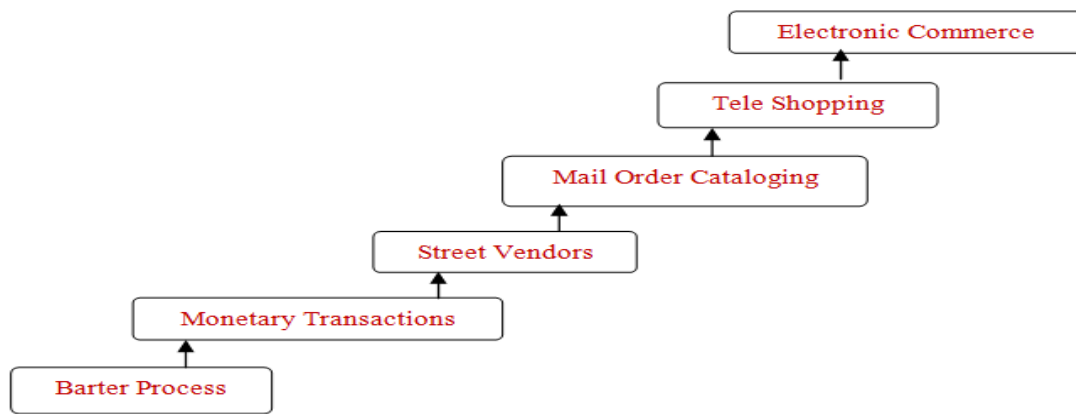 Electronic Commerce
Tele Shopping
Mail Order Cataloging
Street Vendors
Monetary Transactions
Barter Process